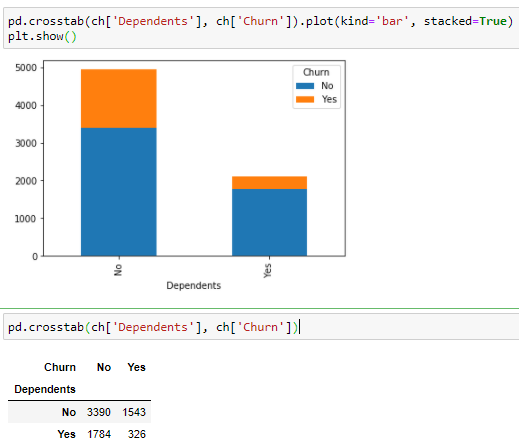 pd.crosstab(ch['Dependents'], ch['Churn']).plot(kind='bar', stacked=True)
plt.show()
5000
4000
3000
2000
1000
0
Churn
No
Yes
No
Yes
Dependents
pd.crosstab(ch['Dependents'], ch['Churn'])
Churn No Yes
Dependents
No 3390 1543
Yes 1784 326